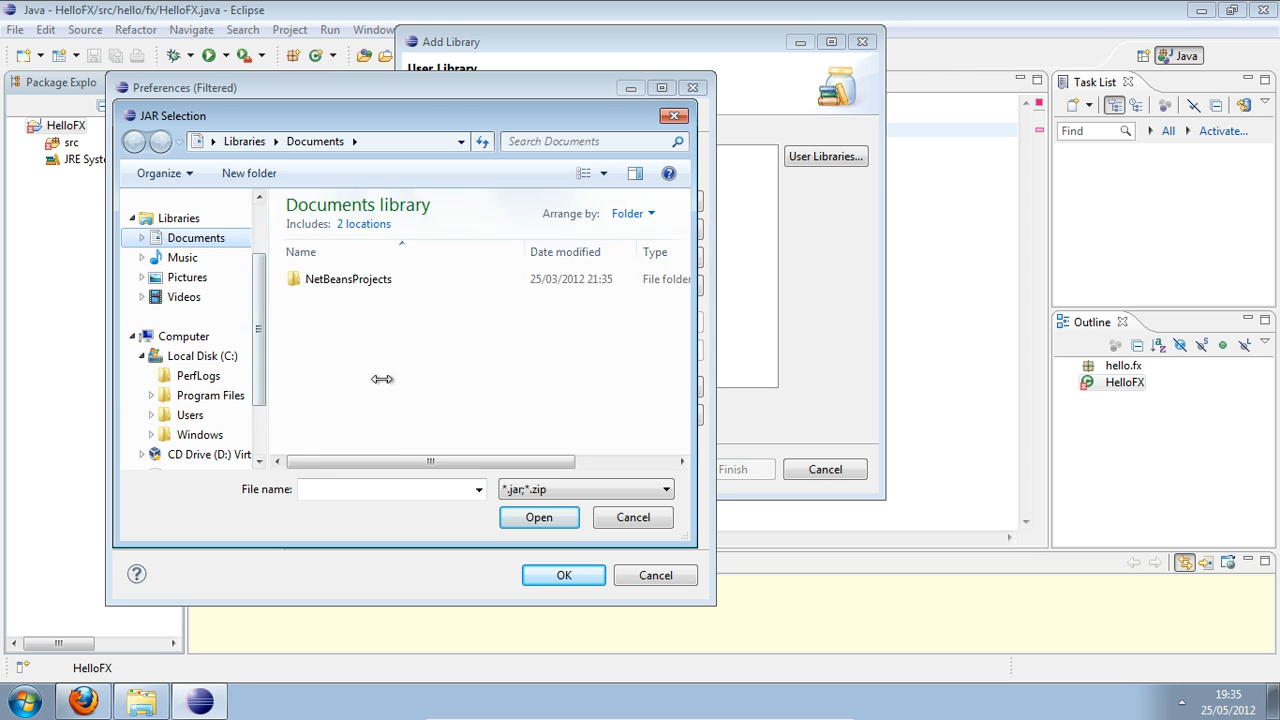 Java - HelloFX/src/hello/fx/HelloFX.java - Eclipse
File Edit Source Refactor Navigate Search Project Run Window
Add Library
Java
Package Explo
Preferences (Filtered)
Task List
JAR Selection
HelloFX
src
JRE Syste
Find All Activate...
Libraries Documents
Search Documents
User Libraries...
Organize New folder
Documents library
Includes: 2 locations
Arrange by: Folder
Libraries
Documents
Music
Pictures
Videos
Computer
Local Disk (C:)
PerfLogs
Program Files
Users
Windows
CD Drive (D:) Virt
Name Date modified Type
NetBeansProjects 25/03/2012 21:35 File folder
Outline
hello.fx
HelloFX
Finish Cancel
File name: *.jar;*.zip
Open Cancel
OK Cancel
HelloFX
19:35
25/05/2012